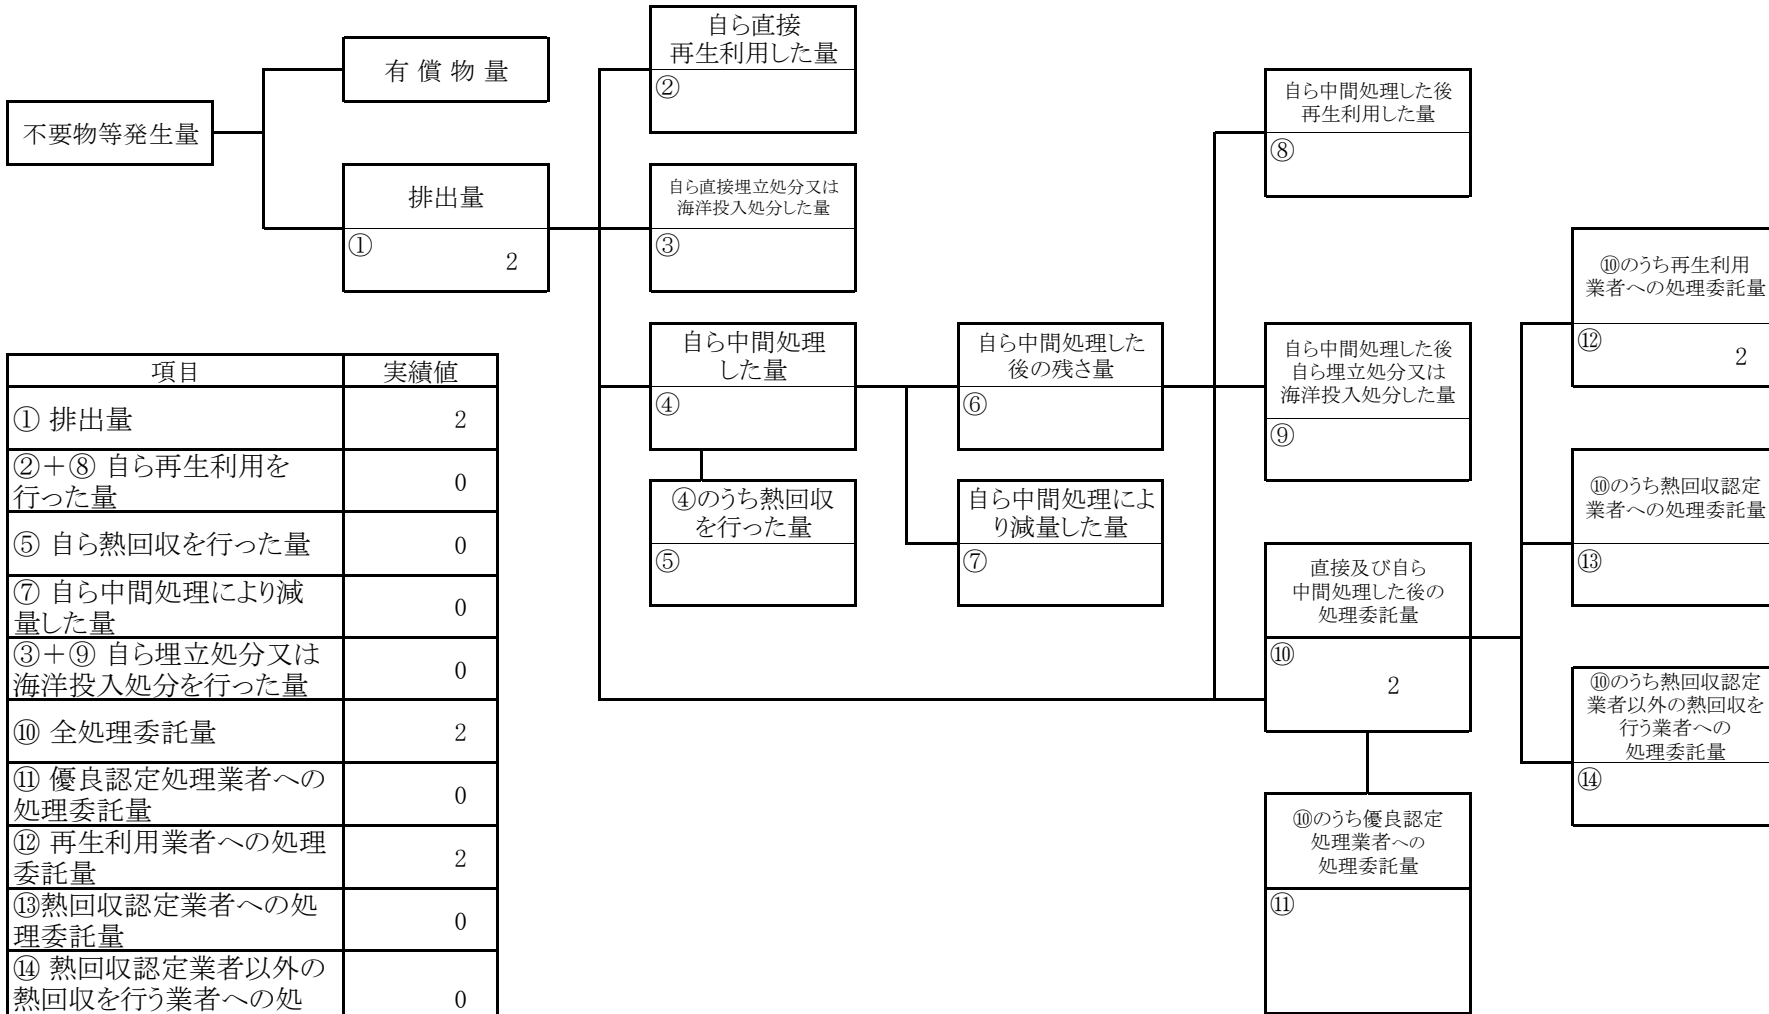 不要物等発生量
有 償 物 量
排出量
①
2
自ら直接
再生利用した量
②
自ら直接埋立処分又は
海洋投入処分した量
③
自ら中間処理
した量
④
④のうち熱回収
を行った量
⑤
自ら中間処理した
後の残さ量
⑥
自ら中間処理によ
り減量した量
⑦
自ら中間処理した後
再生利用した量
⑧
自ら中間処理した後
自ら埋立処分又は
海洋投入処分した量
⑨
直接及び自ら
中間処理した後の
処理委託量
⑩
2
⑩のうち優良認定
処理業者への
処理委託量
⑪
⑩のうち再生利用
業者への処理委託量
⑫
2
⑩のうち熱回収認定
業者への処理委託量
⑬
⑩のうち熱回収認定
業者以外の熱回収を
行う業者への
処理委託量
⑭
項目 実績値
① 排出量 2
②+⑧ 自ら再生利用を
行った量 0
⑤ 自ら熱回収を行った量 0
⑦ 自ら中間処理により減
量した量 0
③+⑨ 自ら埋立処分又は
海洋投入処分を行った量 0
⑩ 全処理委託量 2
⑪ 優良認定処理業者への
処理委託量 0
⑫ 再生利用業者への処理
委託量 2
⑬熱回収認定業者への処
理委託量 0
⑭ 熱回収認定業者以外の
熱回収を行う業者への処 0